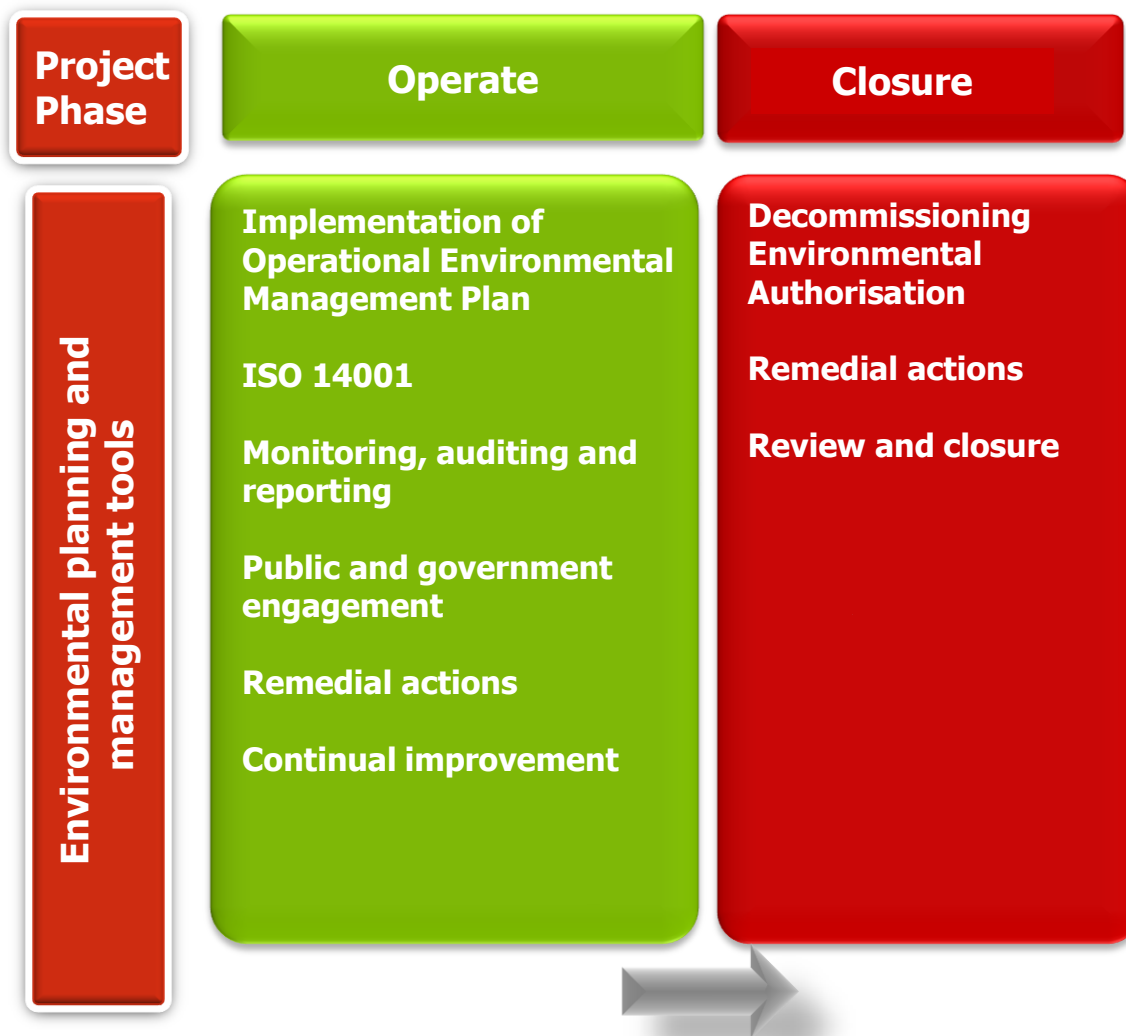 Project
Phase
Operate
Closure
Environmental planning and
management tools
Implementation of
Operational Environmental
Management Plan
ISO 14001
Monitoring, auditing and
reporting
Public and government
engagement
Remedial actions
Continual improvement
Decommissioning
Environmental
Authorisation
Remedial actions
Review and closure